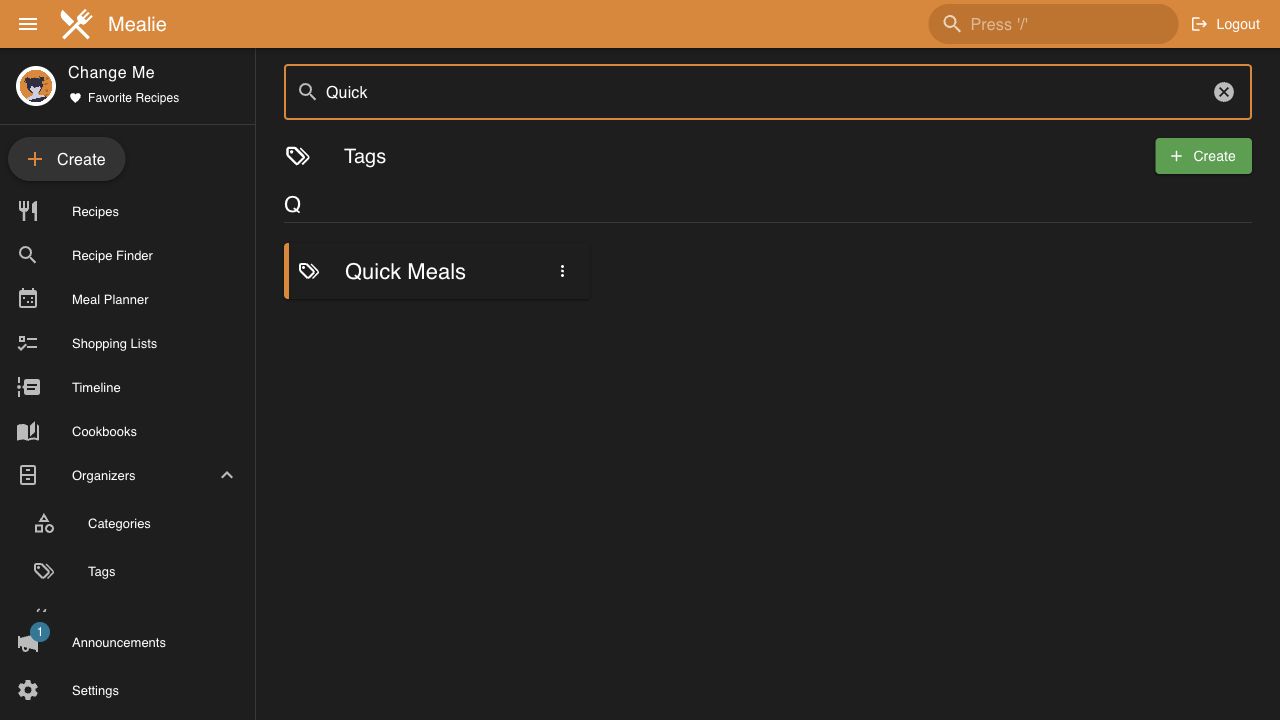 Mealie
Press '/'
Logout
Change Me
Favorite Recipes
Create
Recipes
Recipe Finder
Meal Planner
Shopping Lists
Timeline
Cookbooks
Organizers
Categories
Tags
1
Announcements
Settings
Quick
Tags
Create
Q
Quick Meals